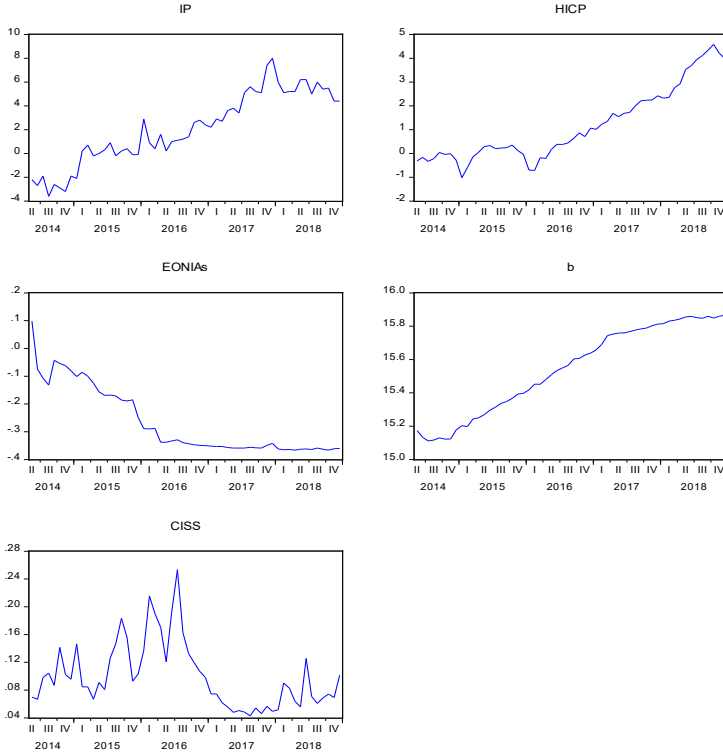 IP
10
8
6
4
2
0
-2
-4
II III IV I II III IV I II III IV I II III IV I II III IV
2014 2015 2016 2017 2018
HICP
5
4
3
2
1
0
-1
-2
II III IV I II III IV I II III IV I II III IV I II III IV
2014 2015 2016 2017 2018
EONIAs
.2
.1
.0
-.1
-.2
-.3
-.4
II III IV I II III IV I II III IV I II III IV I II III IV
2014 2015 2016 2017 2018
b
16.0
15.8
15.6
15.4
15.2
15.0
II III IV I II III IV I II III IV I II III IV I II III IV
2014 2015 2016 2017 2018
CISS
.28
.24
.20
.16
.12
.08
.04
II III IV I II III IV I II III IV I II III IV I II III IV
2014 2015 2016 2017 2018